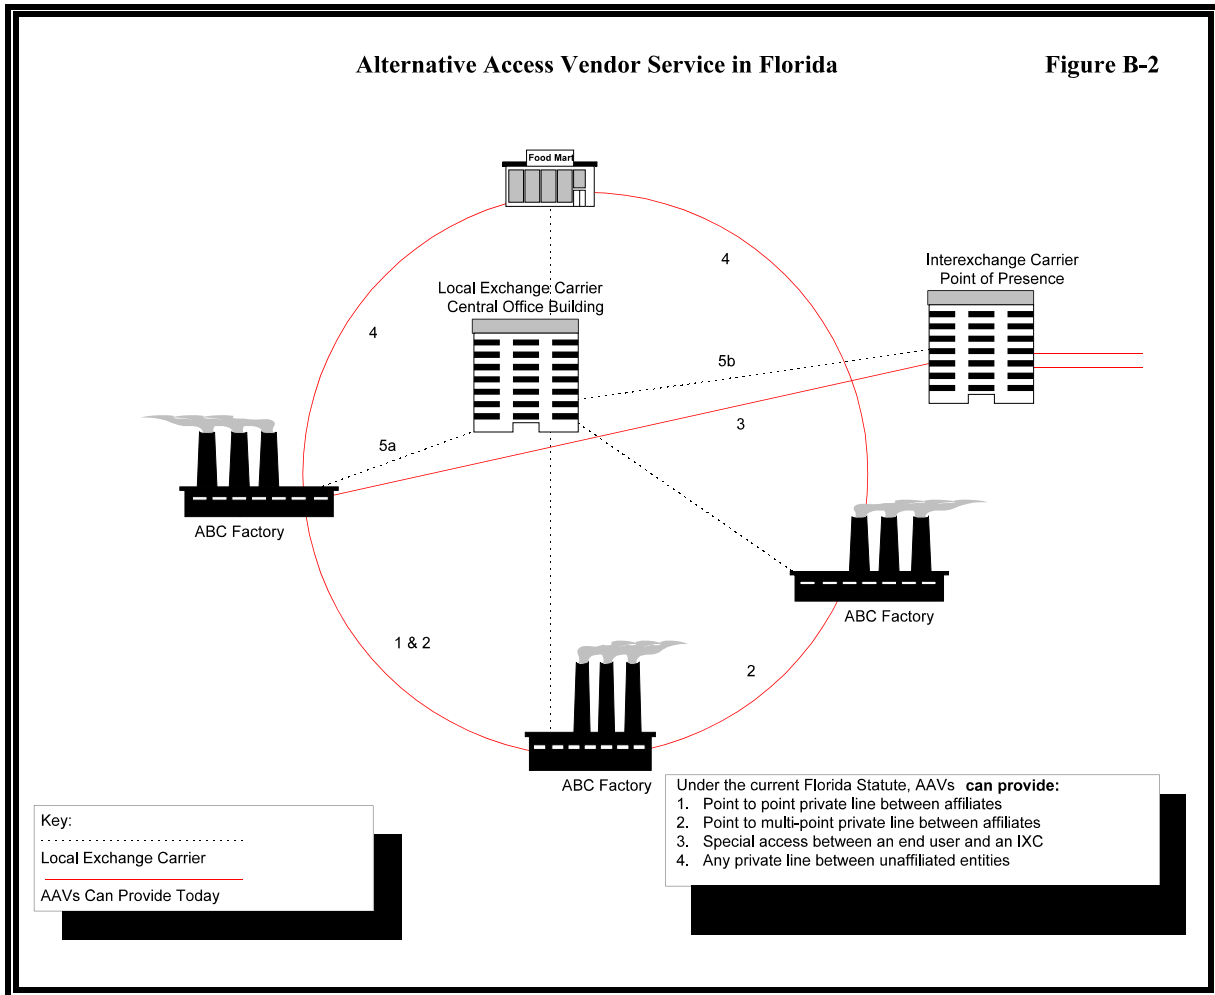 Alternative Access Vendor Service in Florida
Figure B-2
Food Mart
4
Interexchange Carrier
Point of Presence
Local Exchange Carrier
Central Office Building
4
5b
3
5a
ABC Factory
ABC Factory
1 & 2
2
ABC Factory
Under the current Florida Statute, AAVs can provide:
1. Point to point private line between affiliates
2. Point to multi-point private line between affiliates
3. Special access between an end user and an IXC
4. Any private line between unaffiliated entities
Key:
Local Exchange Carrier
AAVs Can Provide Today